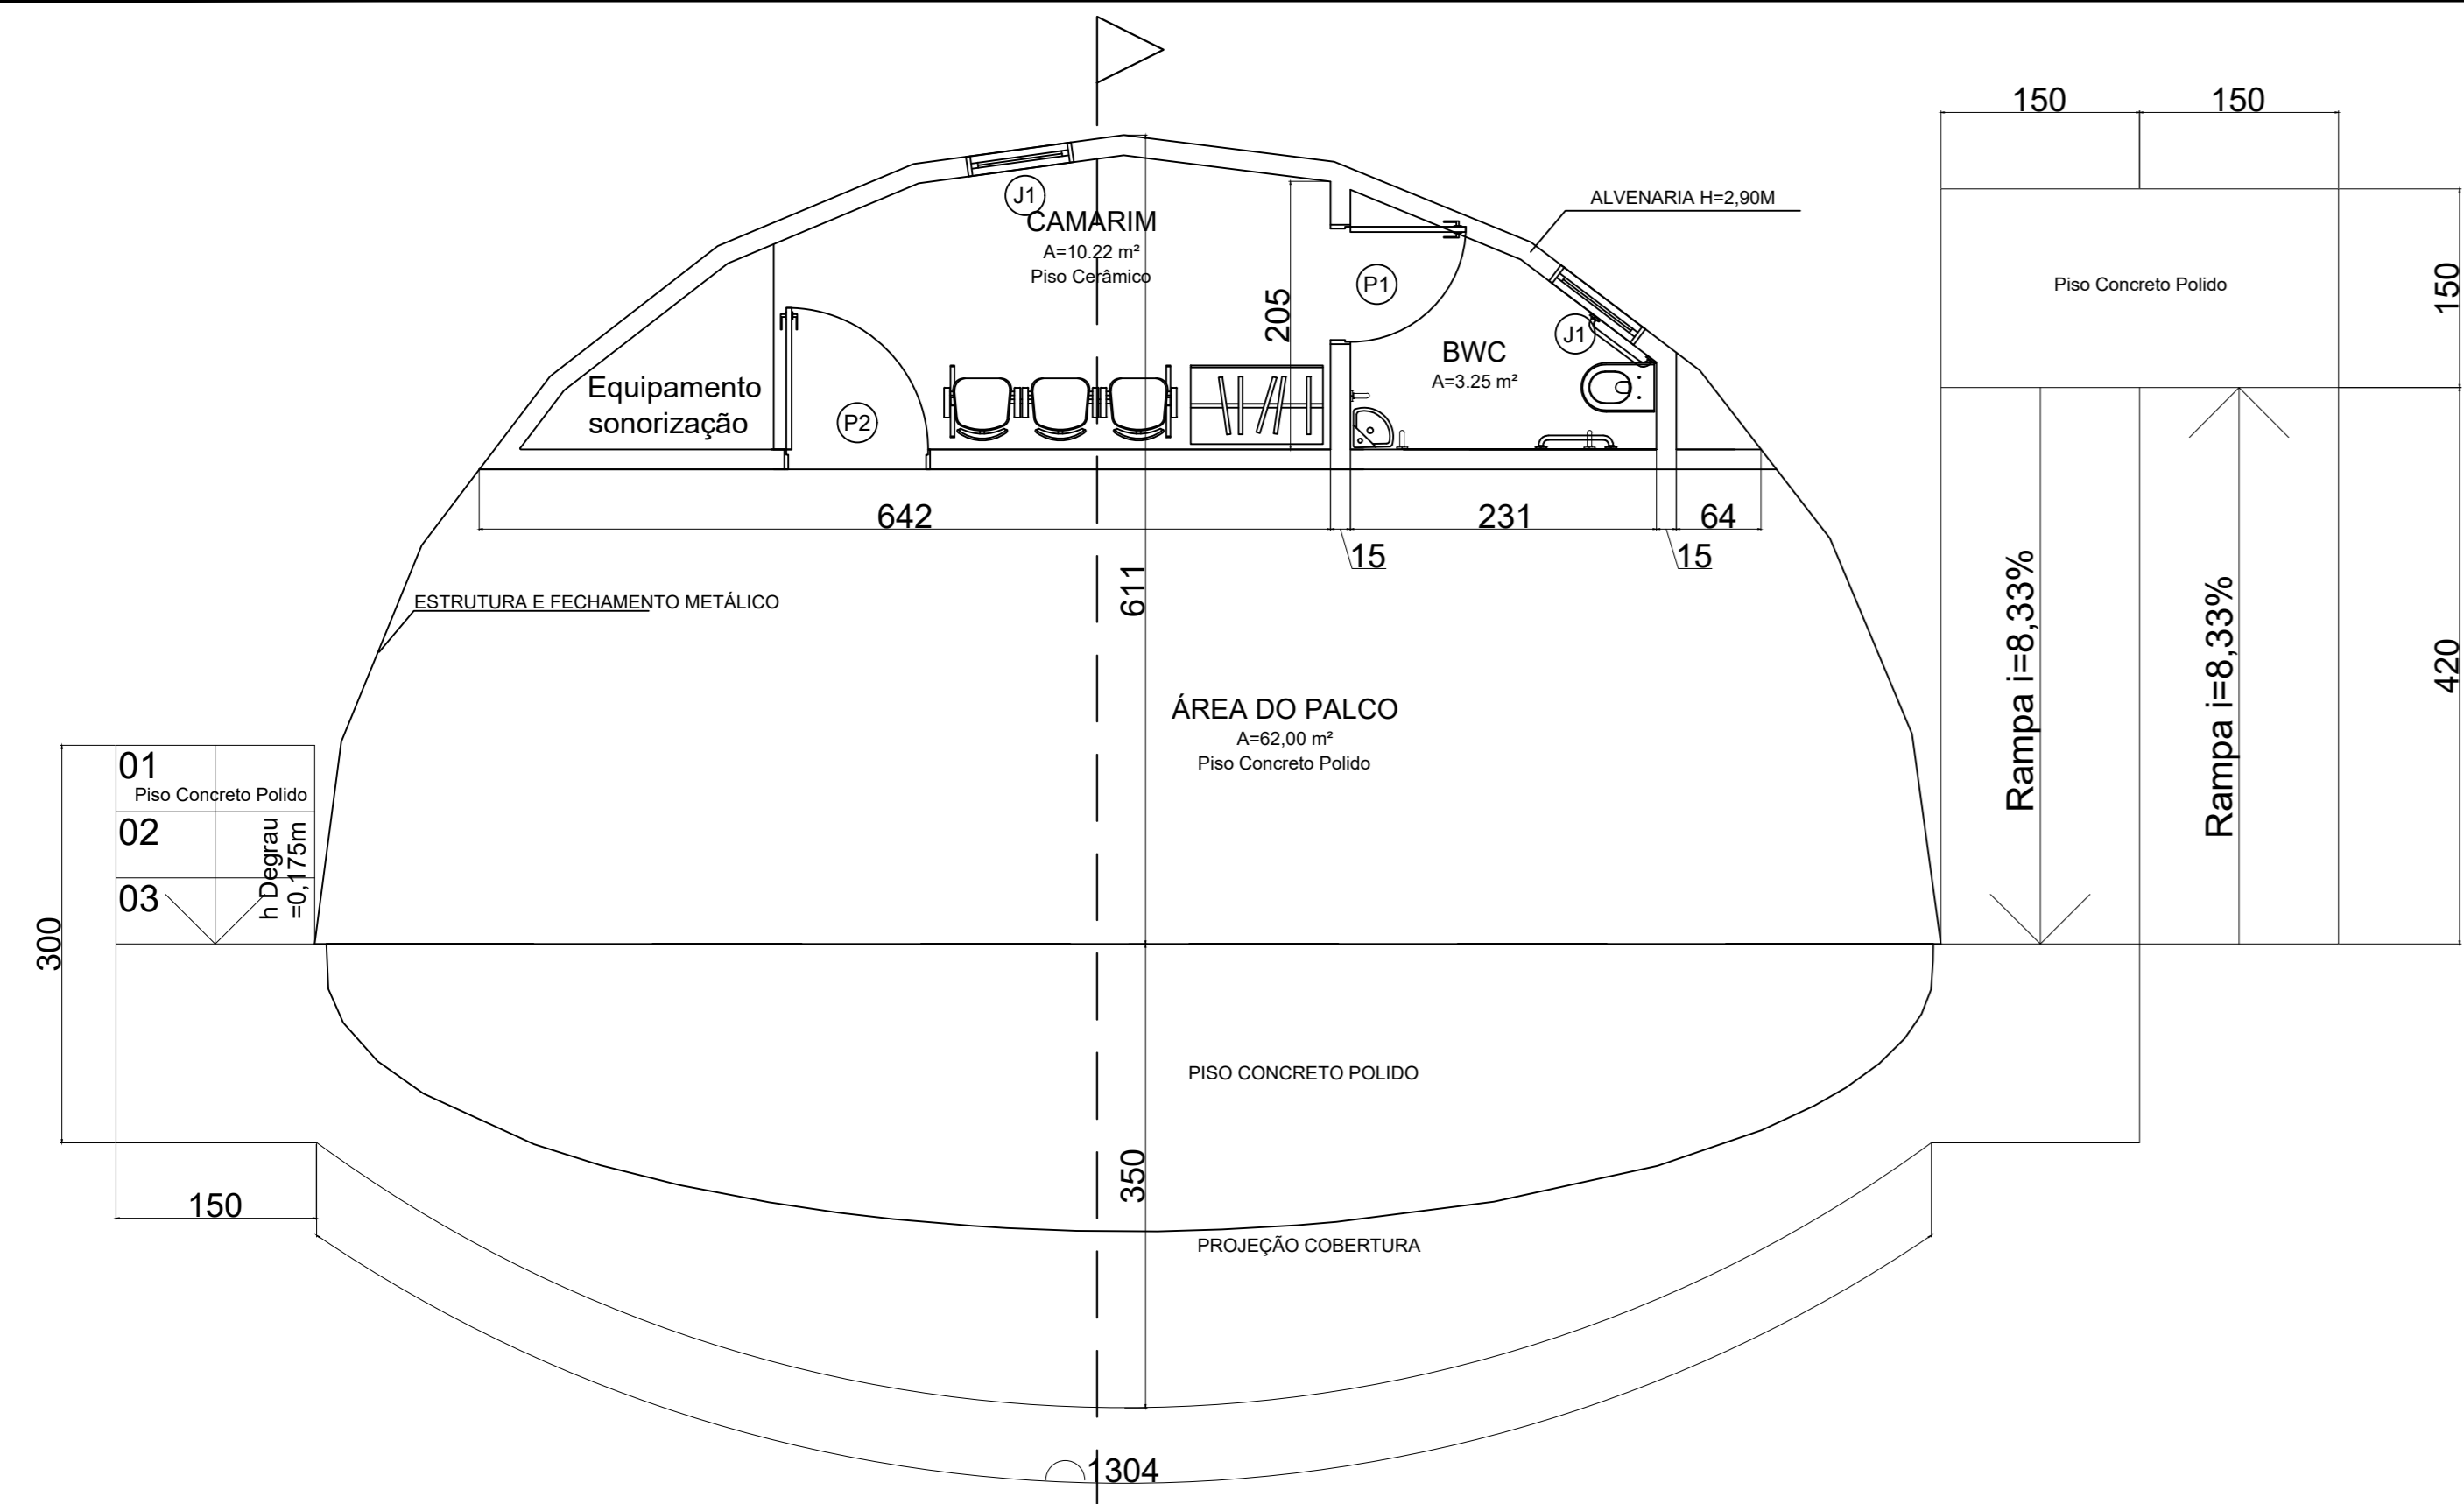 150
150
J1
CAMARIM
A=10.22 m²
Piso Cerâmico
ALVENARIA H=2,90M
Piso Concreto Polido
150
205
P1
J1
BWC
A=3.25 m²
Equipamento
sonorização
P2
642
231
64
15
15
611
ESTRUTURA E FECHAMENTO METÁLICO
Rampa i=8,33%
Rampa i=8,33%
420
ÁREA DO PALCO
A=62,00 m²
Piso Concreto Polido
01
Piso Concreto Polido
02
03
h Degrau
=0,175m
300
PISO CONCRETO POLIDO
350
150
PROJEÇÃO COBERTURA
1304